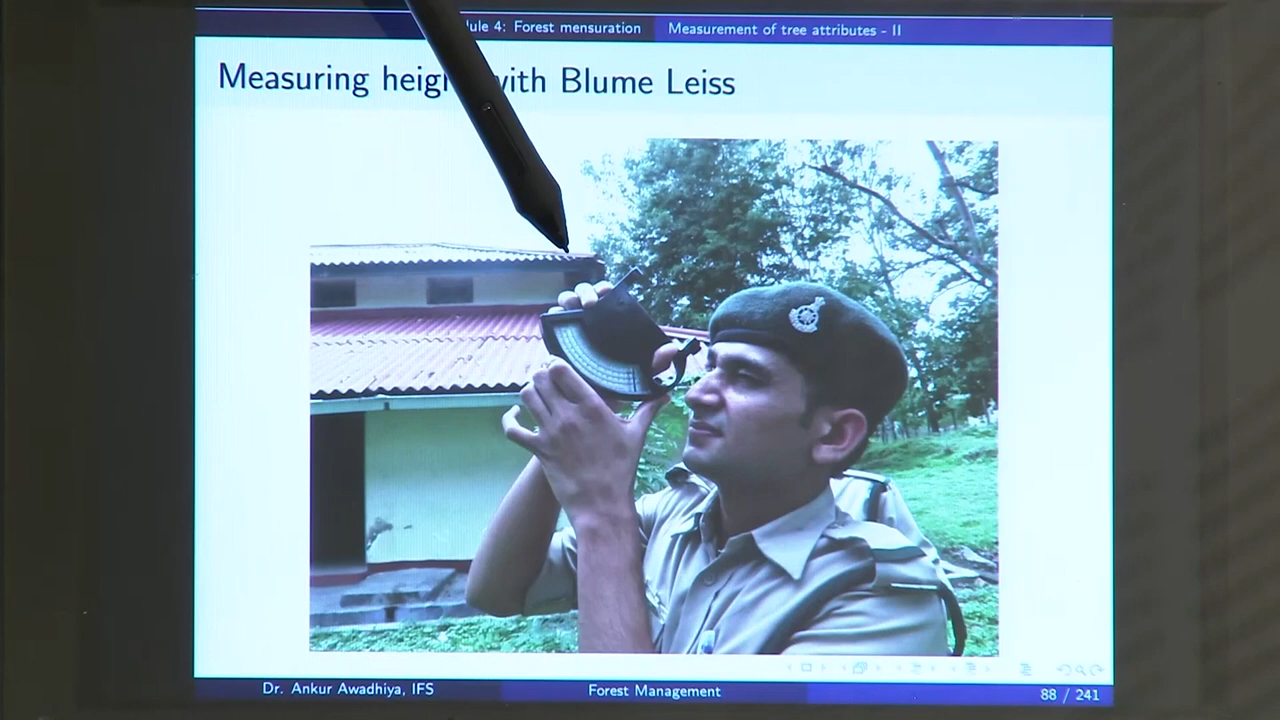 ule 4: Forest mensuration
Measurement of tree attributes - II
Measuring heig with Blume Leiss
Dr. Ankur Awadhiya, IFS
Forest Management
88 / 241